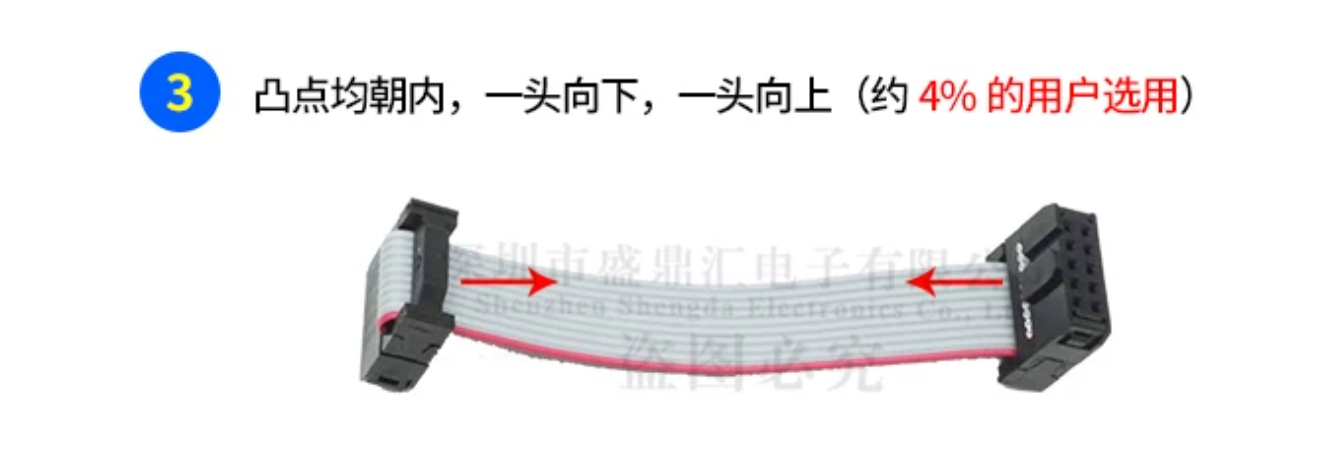 3 凸点均朝内，一头向下，一头向上（约 4% 的用户选用）
深圳市盛鼎汇电子有限公
Shenzhen Shengda Electronics Co.,
盗图必究